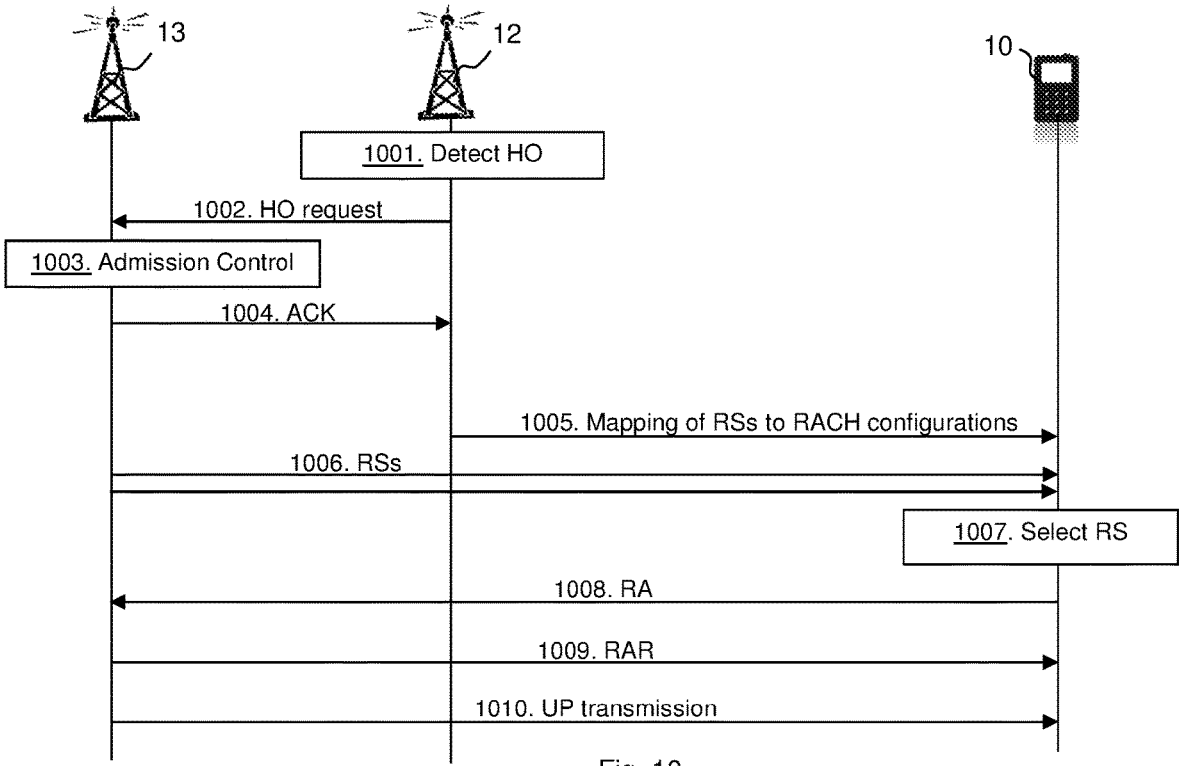 13
12
10
1001. Detect HO
1002. HO request
1003. Admission Control
1004. ACK
1005. Mapping of RSs to RACH configurations
1006. RSs
1007. Select RS
1008. RA
1009. RAR
1010. UP transmission